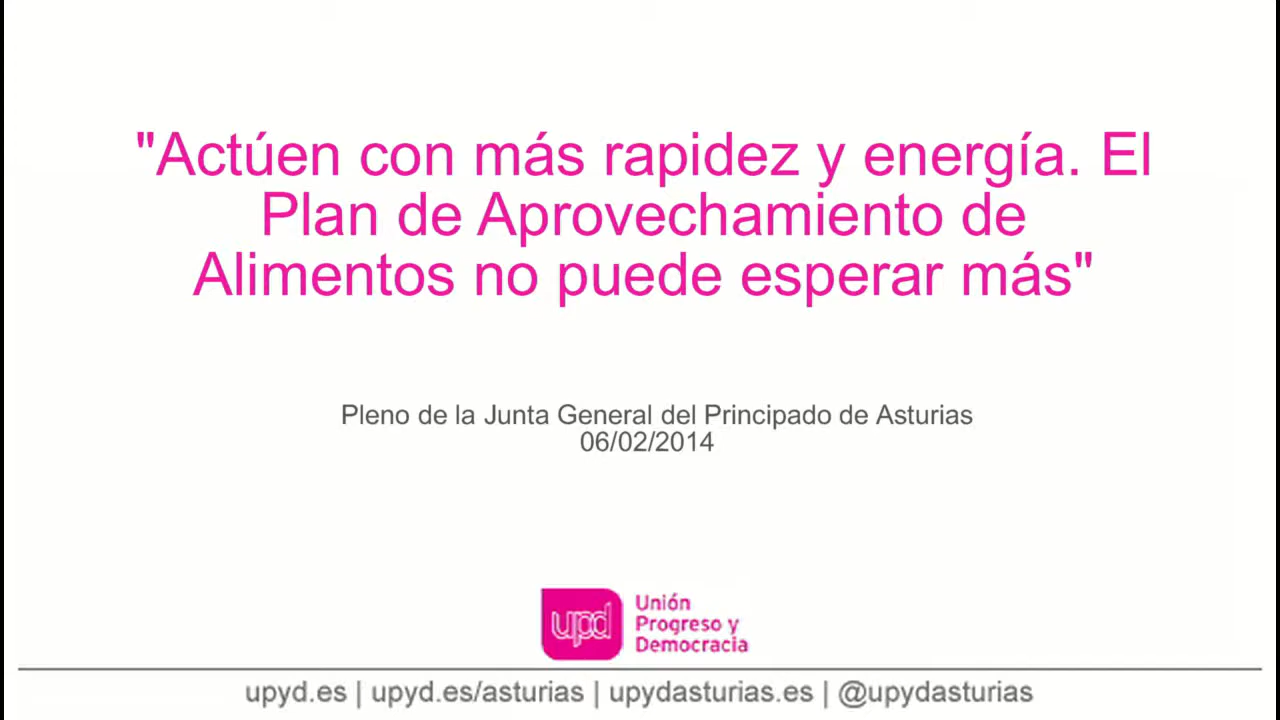 "Actúen con más rapidez y energía. El
Plan de Aprovechamiento de
Alimentos no puede esperar más"
Pleno de la Junta General del Principado de Asturias
06/02/2014
upd
Unión
Progreso y
Democracia
upyd.es | upyd.es/asturias | upydasturias.es | @upydasturias